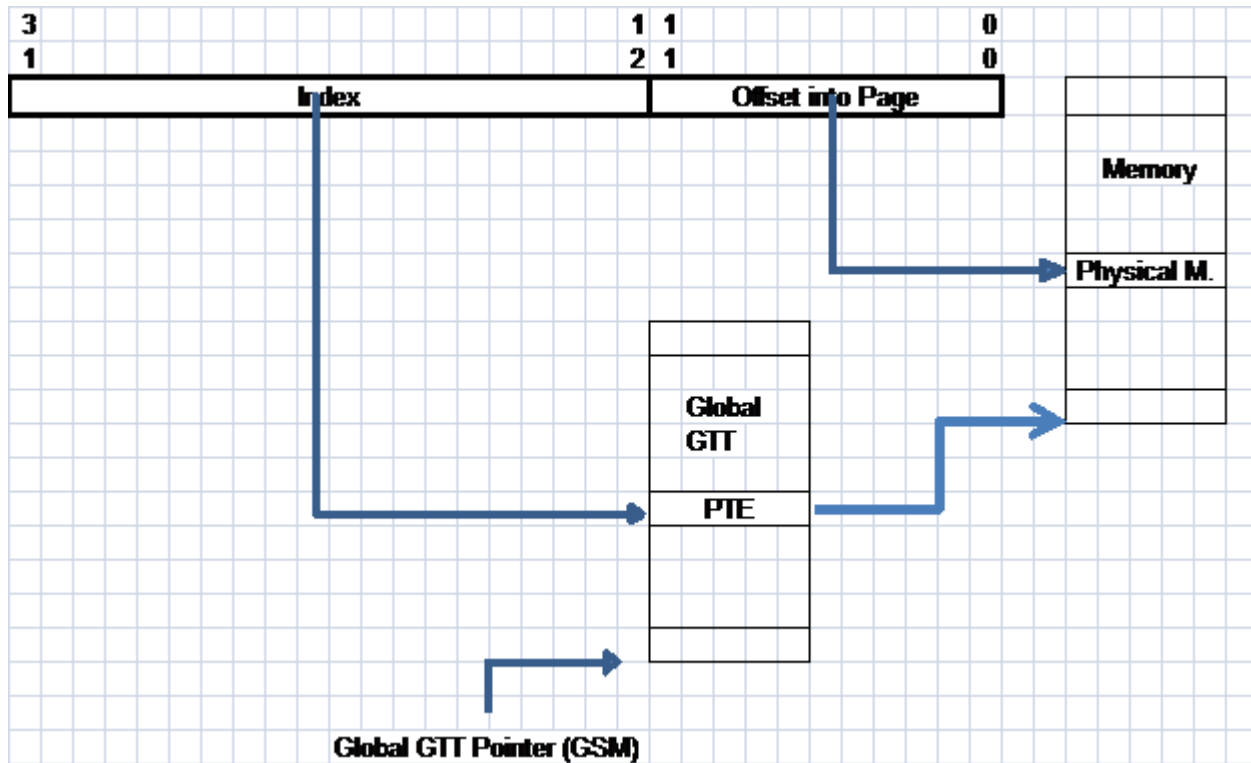 3 1 1 0
1 2 1 0
Index Offset into Page
Memory
Physical M.
Global
GTT
PTE
Global GTT Pointer (GSM)